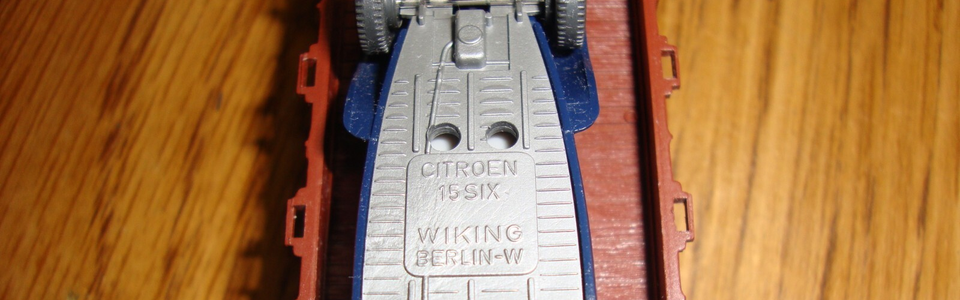 CITROEN
15 SIX
WIKING
BERLIN-W